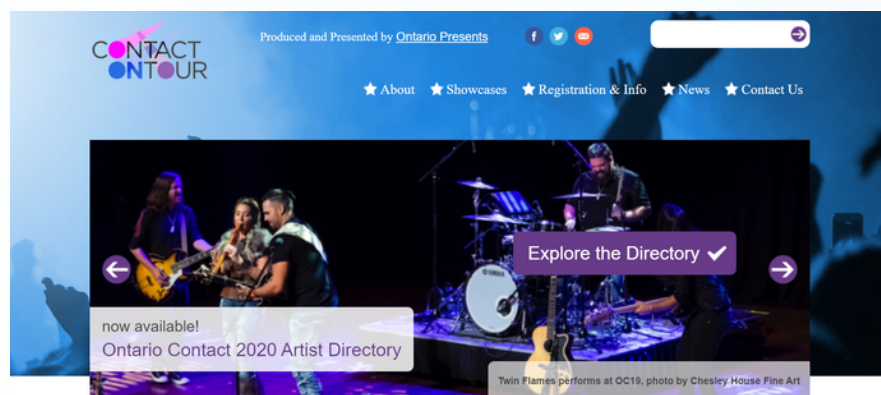 CONTACT
ONTOUR
Produced and Presented by Ontario Presents
About Showcases Registration & Info News Contact Us
Explore the Directory
now available!
Ontario Contact 2020 Artist Directory
Twin Flames performs at OC19, photo by Chesley House Fine Art